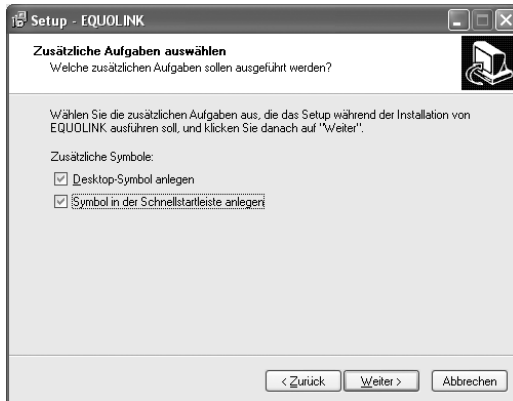 Setup - EQUOLINK
Zusätzliche Aufgaben auswählen
Welche zusätzlichen Aufgaben sollen ausgeführt werden?
Wählen Sie die zusätzlichen Aufgaben aus, die das Setup während der Installation von
EQUOLINK ausführen soll, und klicken Sie danach auf "Weiter".
Zusätzliche Symbole:
Desktop-Symbol anlegen
Symbol in der Schnellstartleiste anlegen
< Zurück Weiter > Abbrechen